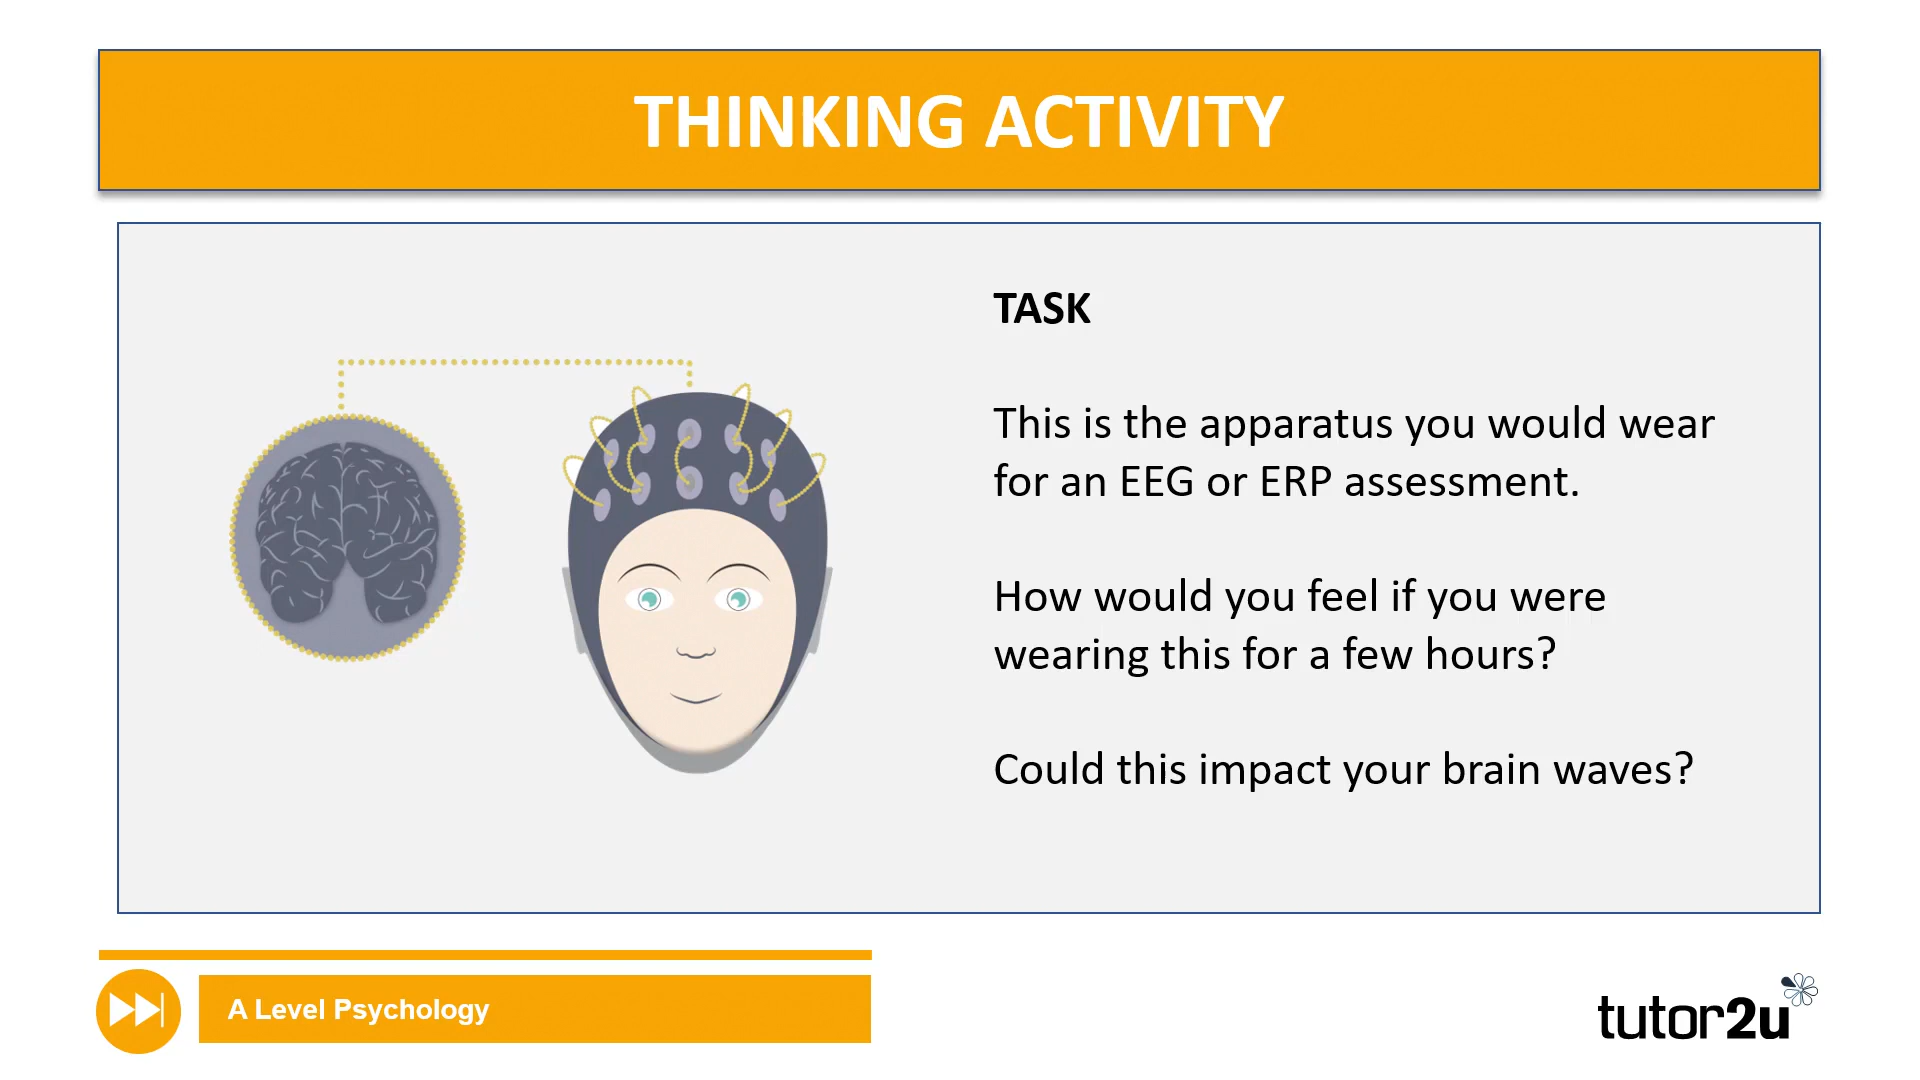 THINKING ACTIVITY
TASK
This is the apparatus you would wear
for an EEG or ERP assessment.
How would you feel if you were
wearing this for a few hours?
Could this impact your brain waves?
A Level Psychology
tutor2u